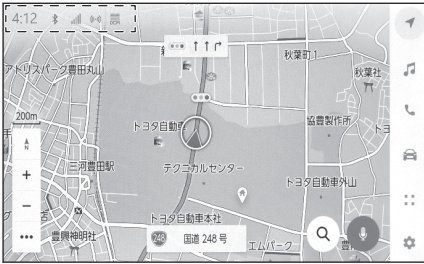 4:12
DCM
秋葉町1
アドリスパーク豊田丸山
秋葉社
200m
トヨタ自動車
協豊製作所
N
三河豊田駅
テクニカルセンター
トヨタ自動車外山
トヨタ自動車本社
248 国道 248 号
豊興神明社
エムパーク